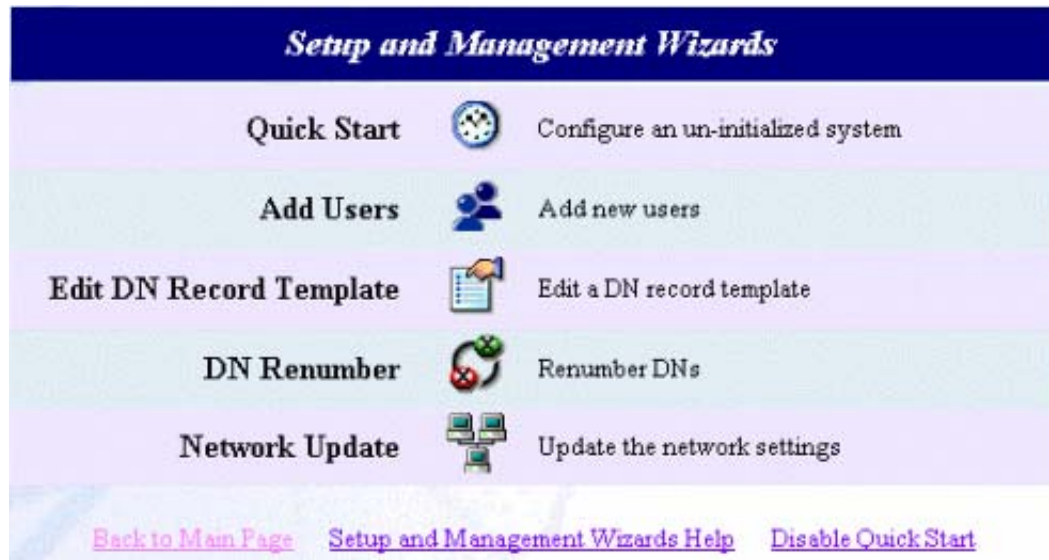 Setup and Management Wizards
Quick Start Configure an un-initialized system
Add Users Add new users
Edit DN Record Template Edit a DN record template
DN Renumber Renumber DNs
Network Update Update the network settings
Back to Main Page Setup and Management Wizards Help Disable Quick Start